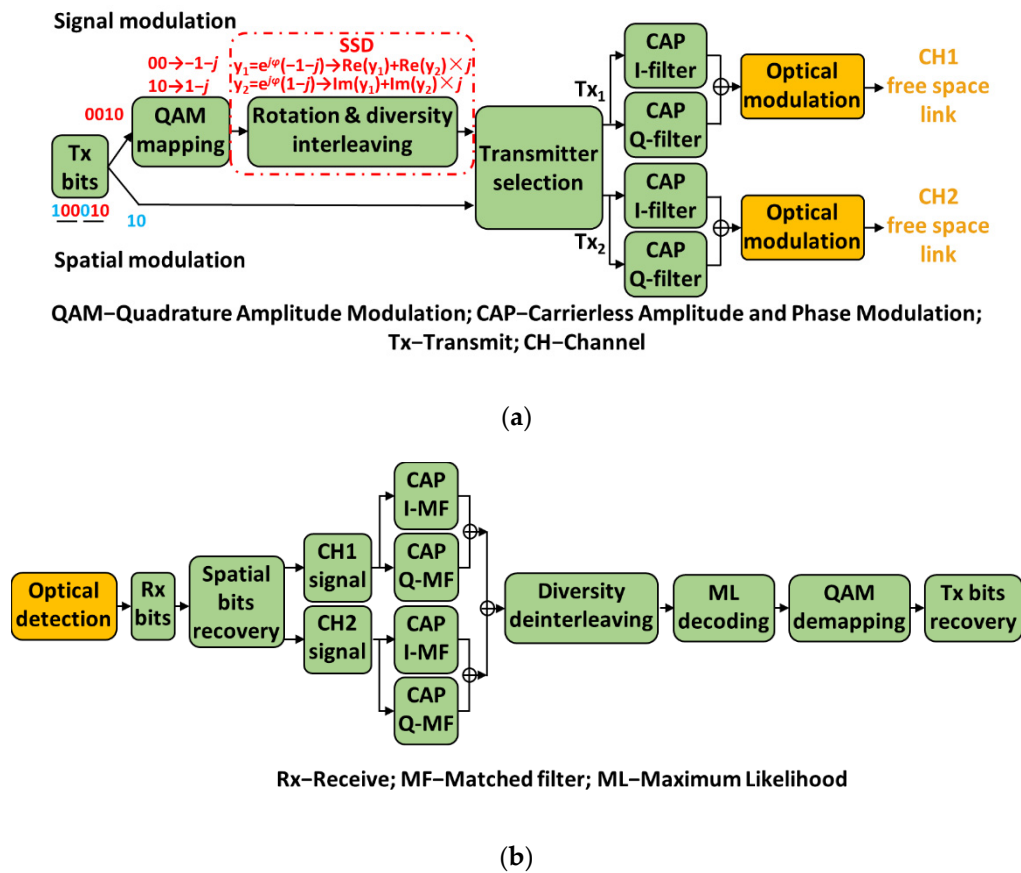 Signal modulation
SSD
00→−1−j
10→1−j
y₁=e^jφ(−1−j)→Re(y₁)+Re(y₂)×j
y₂=e^jφ(1−j)→Im(y₁)+Im(y₂)×j
0010
QAM
mapping
Rotation & diversity
interleaving
Tx
bits
100010
10
Spatial modulation
Transmitter
selection
Tx₁
Tx₂
CAP
I-filter
CAP
Q-filter
CAP
I-filter
CAP
Q-filter
Optical
modulation
Optical
modulation
CH1
free space
link
CH2
free space
link
QAM−Quadrature Amplitude Modulation; CAP−Carrierless Amplitude and Phase Modulation;
Tx−Transmit; CH−Channel
(a)
Optical
detection
Rx
bits
Spatial
bits
recovery
CH1
signal
CH2
signal
CAP
I-MF
CAP
Q-MF
CAP
I-MF
CAP
Q-MF
Diversity
deinterleaving
ML
decoding
QAM
demapping
Tx bits
recovery
Rx−Receive; MF−Matched filter; ML−Maximum Likelihood
(b)